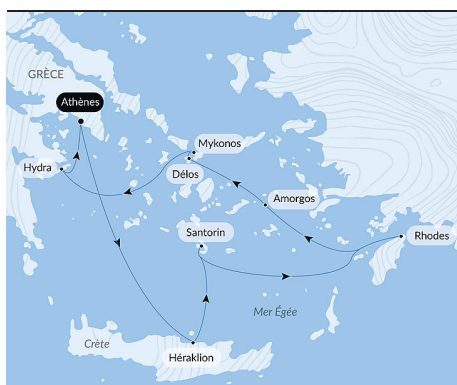 GRÈCE
Athènes
Mykonos
Hydra
Délos
Amorgos
Santorin
Rhodes
Mer Égée
Crète
Héraklion